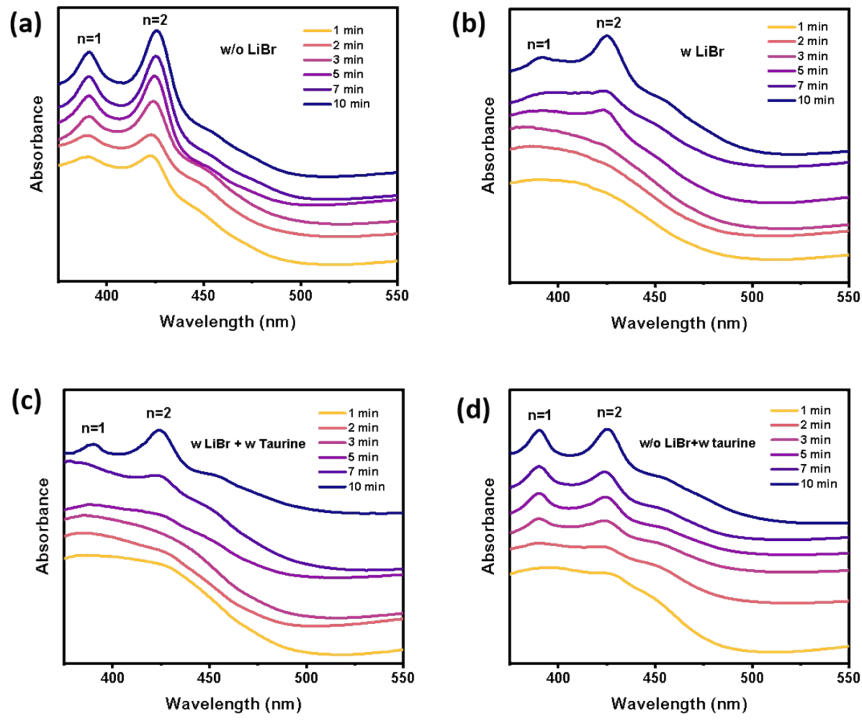 (a)
n=1
n=2
w/o LiBr
1 min
2 min
3 min
5 min
7 min
10 min
Absorbance
400
450
500
550
Wavelength (nm)
(b)
n=1
n=2
w LiBr
1 min
2 min
3 min
5 min
7 min
10 min
Absorbance
400
450
500
550
Wavelength (nm)
(c)
n=1
n=2
w LiBr + w Taurine
1 min
2 min
3 min
5 min
7 min
10 min
Absorbance
400
450
500
550
Wavelength (nm)
(d)
n=1
n=2
w/o LiBr+w taurine
1 min
2 min
3 min
5 min
7 min
10 min
Absorbance
400
450
500
550
Wavelength (nm)